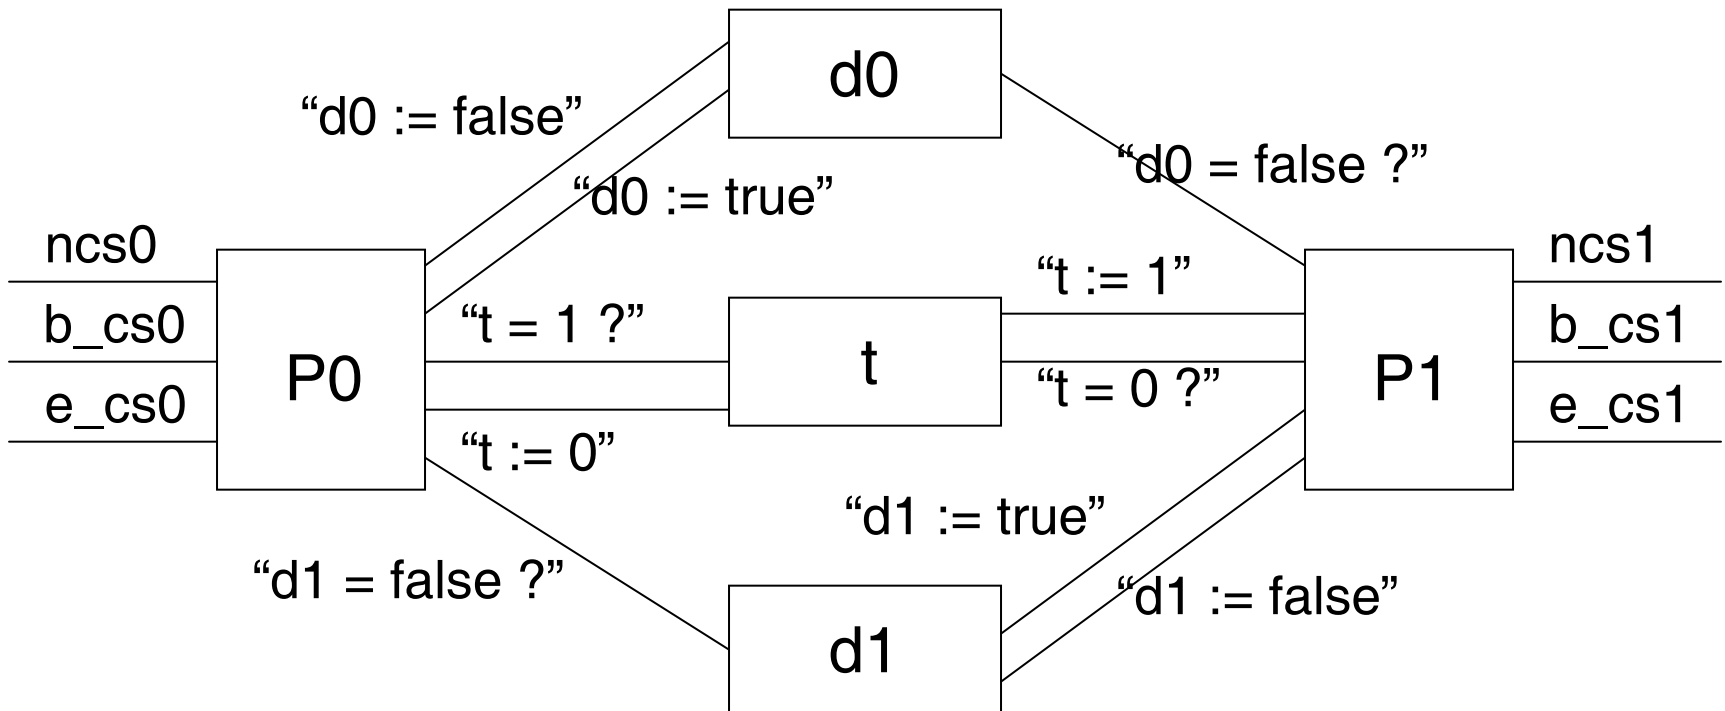 d0
“d0 := false”
“d0 = false ?”
“d0 := true”
ncs0
ncs1
“t := 1”
b_cs0
“t = 1 ?”
b_cs1
P0
t
P1
“t = 0 ?”
e_cs0
e_cs1
“t := 0”
“d1 := true”
“d1 = false ?”
“d1 := false”
d1